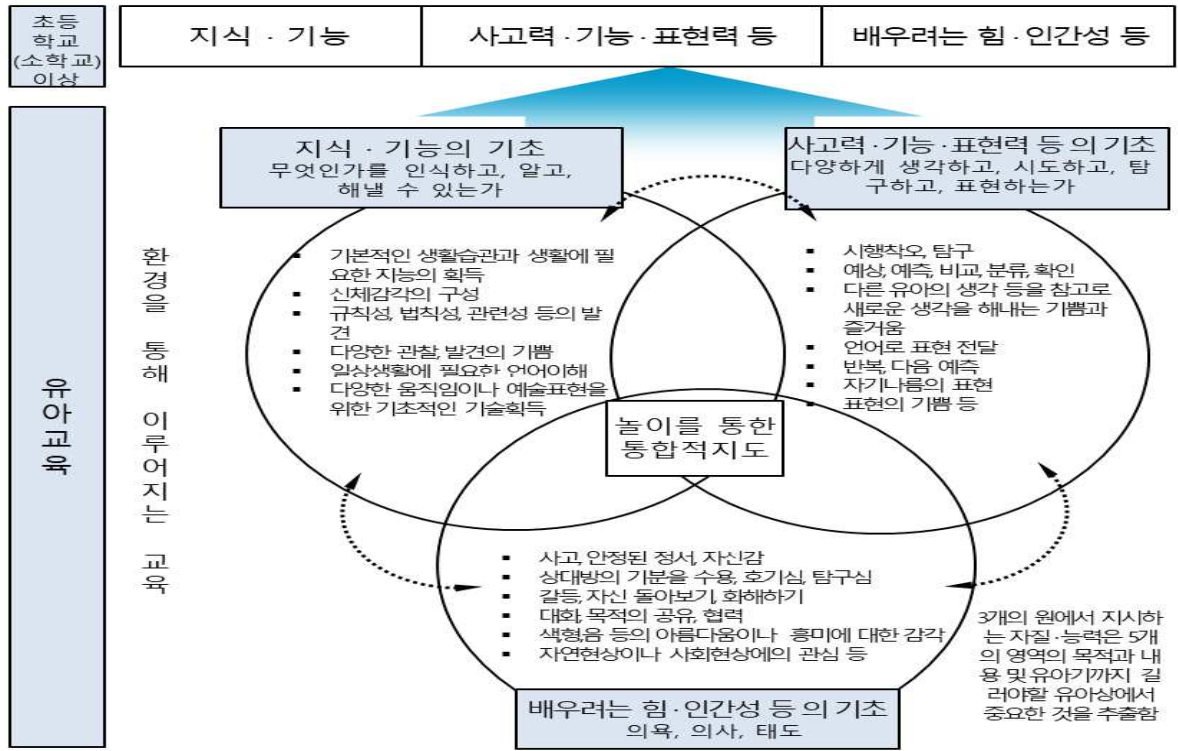 초등
학교
(소학교)
이상
지식 · 기능
사고력·기능·표현력 등
배우려는 힘·인간성 등
유아교육
환경을 통해 이루어지는 교육
지식 · 기능의 기초
무엇인가를 인식하고, 알고,
해낼 수 있는가
사고력·기능·표현력 등의 기초
다양하게 생각하고, 시도하고, 탐
구하고, 표현하는가
▪ 기본적인 생활습관과 생활에 필
요한 지능의 획득
▪ 신체감각의 구성
▪ 규칙성, 법칙성, 관련성 등의 발
견
▪ 다양한 관찰, 발견의 기쁨
▪ 일상생활에 필요한 언어이해
▪ 다양한 움직임이나 예술표현을
위한 기초적인 기술획득
▪ 시행착오, 탐구
▪ 예상, 예측, 비교, 분류, 확인
▪ 다른 유아의 생각 등을 참고로
새로운 생각을 해내는 기쁨과
즐거움
▪ 언어로 표현 전달
▪ 반복, 다음 예측
▪ 자기나름의 표현
▪ 표현의 기쁨 등
놀이를 통한
통합적지도
▪ 사고, 안정된 정서, 자신감
▪ 상대방의 기분을 수용, 호기심, 탐구심
▪ 갈등, 자신 돌아보기, 화해하기
▪ 대화, 목적의 공유, 협력
▪ 색,형,음 등의 아름다움이나 흥미에 대한 감각
▪ 자연현상이나 사회현상에의 관심 등
3개의 원에서 지시하
는 자질·능력은 5개
의 영역의 목적과 내
용 및 유아기까지 길
러야할 유아상에서
중요한 것을 추출함
배우려는 힘·인간성 등의 기초
의욕, 의사, 태도